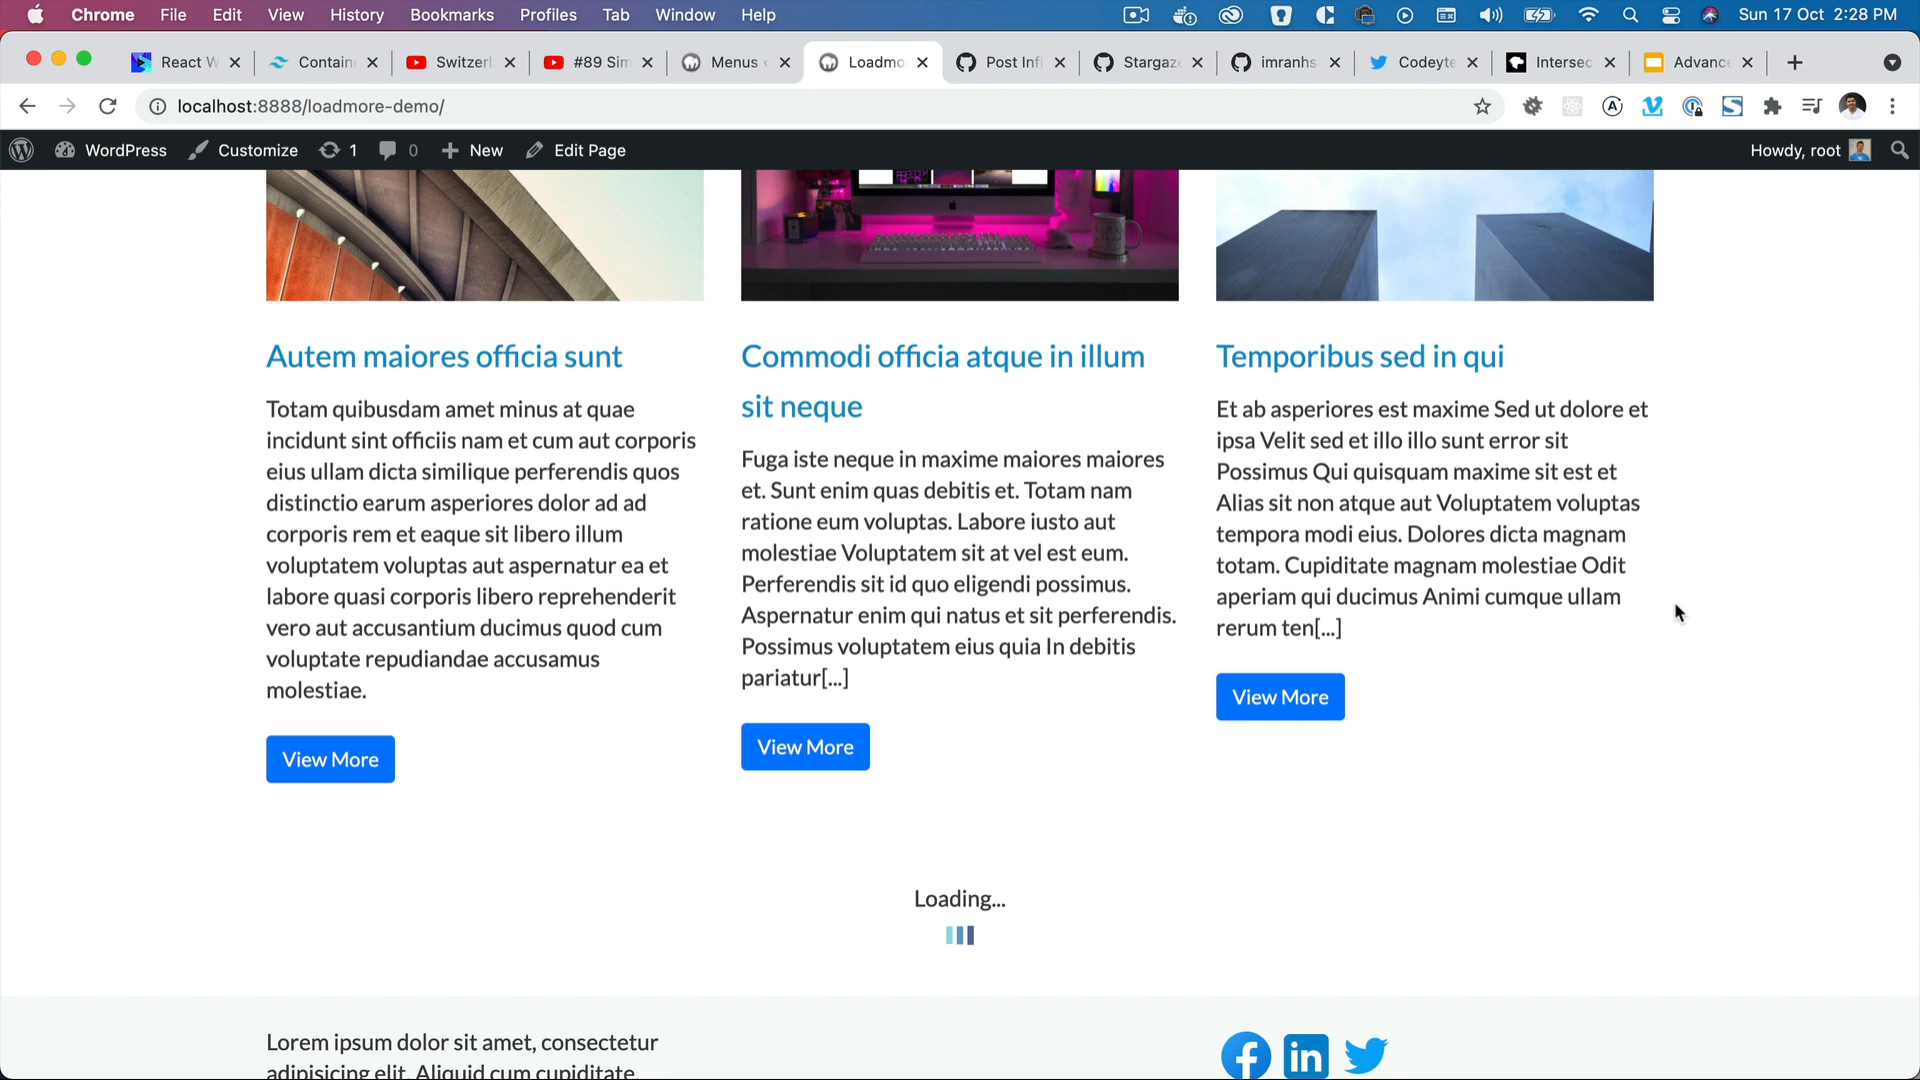 Chrome File Edit View History Bookmarks Profiles Tab Window Help Sun 17 Oct 2:28 PM
React W Contain Switzerl #89 Sim Menus Loadmo Post Infi Stargaz imranhs Codeyte Intersec Advanc
localhost:8888/loadmore-demo/
WordPress Customize 1 0 New Edit Page Howdy, root
Autem maiores officia sunt
Totam quibusdam amet minus at quae
incidunt sint officiis nam et cum aut corporis
eius ullam dicta similique perferendis quos
distinctio earum asperiores dolor ad ad
corporis rem et eaque sit libero illum
voluptatem voluptas aut aspernatur ea et
labore quasi corporis libero reprehenderit
vero aut accusantium ducimus quod cum
voluptate repudiandae accusamus
molestiae.
View More
Commodi officia atque in illum
sit neque
Fuga iste neque in maxime maiores maiores
et. Sunt enim quas debitis et. Totam nam
ratione eum voluptas. Labore iusto aut
molestiae Voluptatem sit at vel est eum.
Perferendis sit id quo eligendi possimus.
Aspernatur enim qui natus et sit perferendis.
Possimus voluptatem eius quia In debitis
pariatur[...]
View More
Temporibus sed in qui
Et ab asperiores est maxime Sed ut dolore et
ipsa Velit sed et illo illo sunt error sit
Possimus Qui quisquam maxime sit est et
Alias sit non atque aut Voluptatem voluptas
tempora modi eius. Dolores dicta magnam
totam. Cupiditate magnam molestiae Odit
aperiam qui ducimus Animi cumque ullam
rerum ten[...]
View More
Loading...
Lorem ipsum dolor sit amet, consectetur
adipisicing elit. Aliquid cum cupiditate,